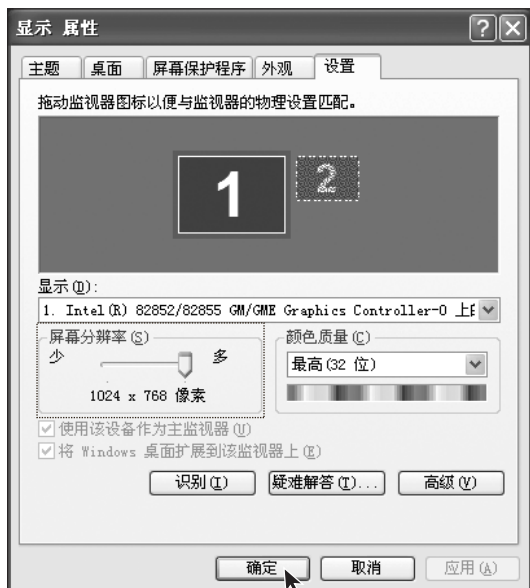 显示 属性
主题 桌面 屏幕保护程序 外观 设置
拖动监视器图标以便与监视器的物理设置匹配。
1 2
显示(D):
1. Intel(R) 82852/82855 GM/GME Graphics Controller-0 上
屏幕分辨率(S) 颜色质量(C)
少 多 最高(32 位)
1024 x 768 像素
使用该设备作为主监视器(U)
将 Windows 桌面扩展到该监视器上(E)
识别(I) 疑难解答(T)... 高级(V)
确定 取消 应用(A)